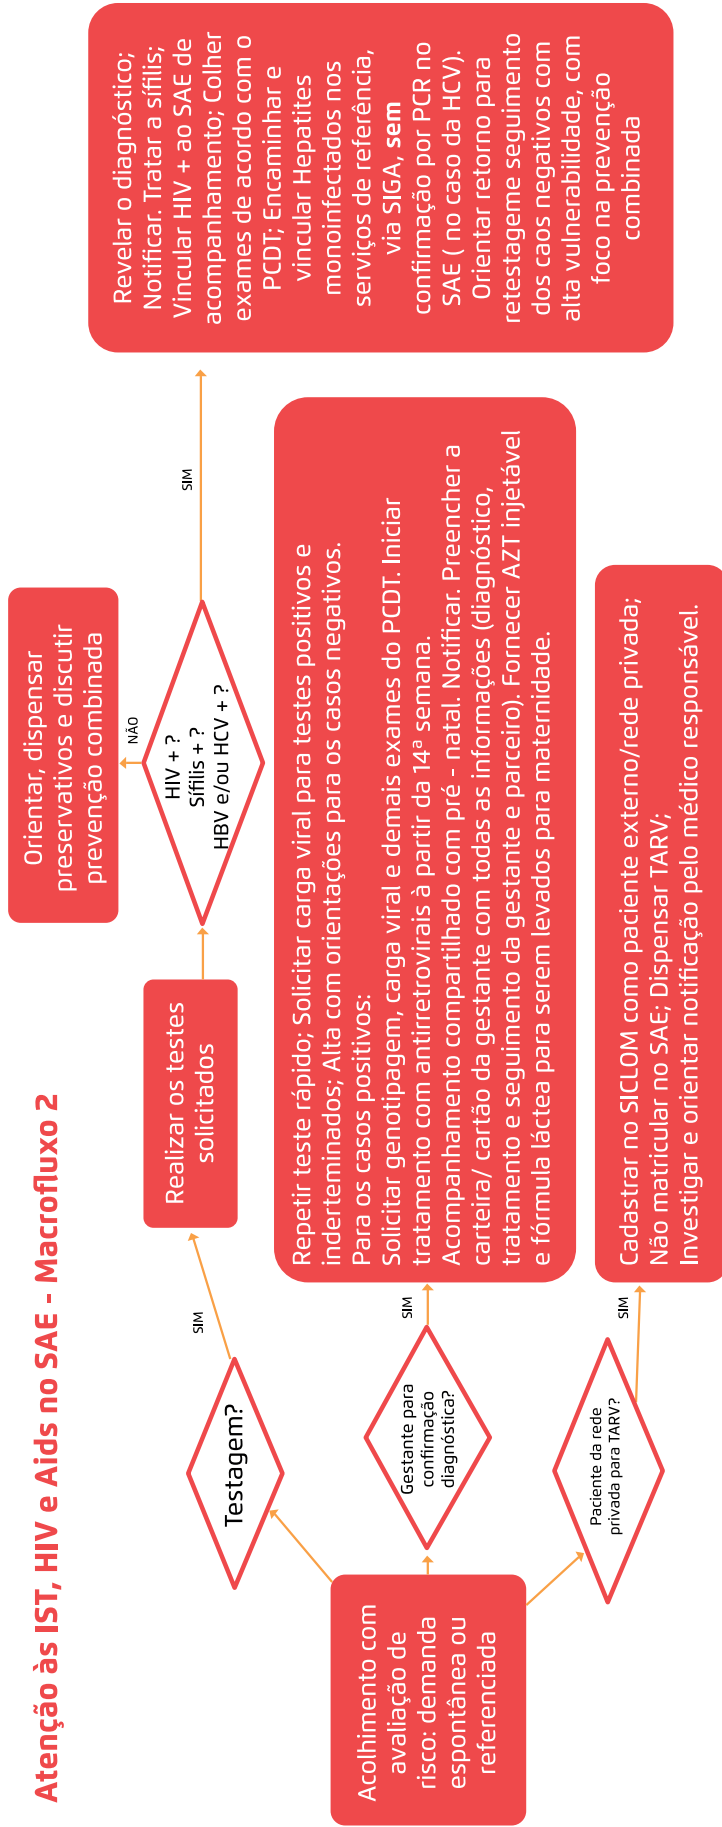 Atenção às IST, HIV e Aids no SAE - Macrofluxo 2
Acolhimento com
avaliação de
risco: demanda
espontânea ou
referenciada
Testagem?
SIM
Realizar os testes
solicitados
HIV + ?
Sífilis + ?
HBV e/ou HCV + ?
NÃO
Orientar, dispensar
preservativos e discutir
prevenção combinada
SIM
Revelar o diagnóstico;
Notificar. Tratar a sífilis;
Vincular HIV + ao SAE de
acompanhamento; Colher
exames de acordo com o
PCDT; Encaminhar e
vincular Hepatites
monoinfectados nos
serviços de referência,
via SIGA, sem
confirmação por PCR no
SAE ( no caso da HCV).
Orientar retorno para
retestageme seguimento
dos caos negativos com
alta vulnerabilidade, com
foco na prevenção
combinada
Gestante para
confirmação
diagnóstica?
SIM
Repetir teste rápido; Solicitar carga viral para testes positivos e
inderteminados; Alta com orientações para os casos negativos.
Para os casos positivos:
Solicitar genotipagem, carga viral e demais exames do PCDT. Iniciar
tratamento com antirretrovirais à partir da 14ª semana.
Acompanhamento compartilhado com pré - natal. Notificar. Preencher a
carteira/ cartão da gestante com todas as informações (diagnóstico,
tratamento e seguimento da gestante e parceiro). Fornecer AZT injetável
e fórmula láctea para serem levados para maternidade.
Paciente da rede
privada para TARV?
SIM
Cadastrar no SICLOM como paciente externo/rede privada;
Não matricular no SAE; Dispensar TARV;
Investigar e orientar notificação pelo médico responsável.